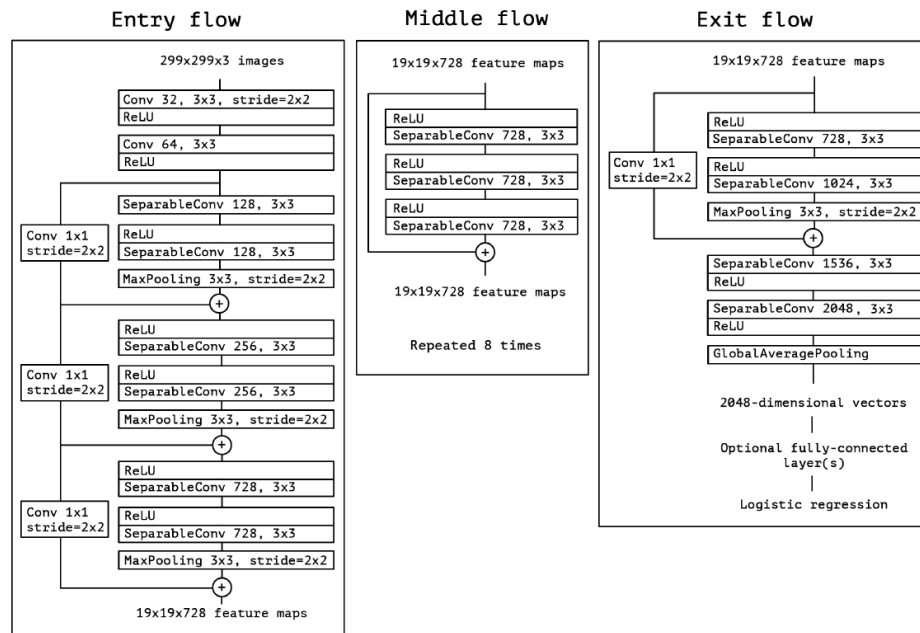 Entry flow
299x299x3 images
Conv 32, 3x3, stride=2x2
ReLU
Conv 64, 3x3
ReLU
SeparableConv 128, 3x3
Conv 1x1
stride=2x2
ReLU
SeparableConv 128, 3x3
MaxPooling 3x3, stride=2x2
+
ReLU
SeparableConv 256, 3x3
Conv 1x1
stride=2x2
ReLU
SeparableConv 256, 3x3
MaxPooling 3x3, stride=2x2
+
ReLU
SeparableConv 728, 3x3
Conv 1x1
stride=2x2
ReLU
SeparableConv 728, 3x3
MaxPooling 3x3, stride=2x2
+
19x19x728 feature maps
Middle flow
19x19x728 feature maps
ReLU
SeparableConv 728, 3x3
ReLU
SeparableConv 728, 3x3
ReLU
SeparableConv 728, 3x3
+
19x19x728 feature maps
Repeated 8 times
Exit flow
19x19x728 feature maps
ReLU
SeparableConv 728, 3x3
Conv 1x1
stride=2x2
ReLU
SeparableConv 1024, 3x3
MaxPooling 3x3, stride=2x2
+
SeparableConv 1536, 3x3
ReLU
SeparableConv 2048, 3x3
ReLU
GlobalAveragePooling
2048-dimensional vectors
Optional fully-connected
layer(s)
Logistic regression